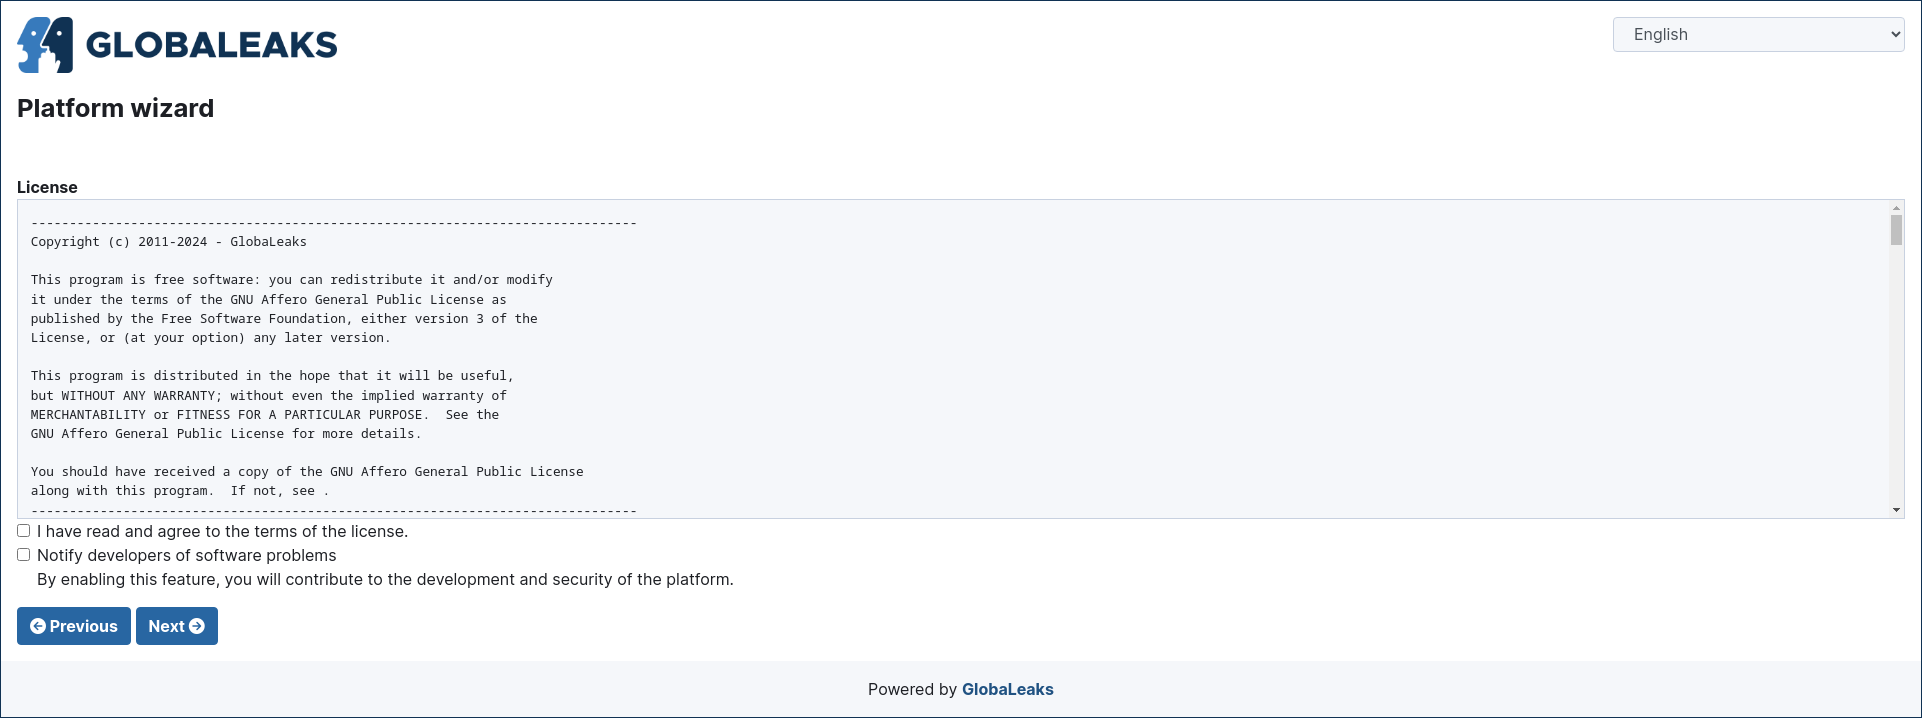 GLOBALEAKS
English
Platform wizard
License
-------------------------------------------------------------------------------
Copyright (c) 2011-2024 - GlobaLeaks
This program is free software: you can redistribute it and/or modify
it under the terms of the GNU Affero General Public License as
published by the Free Software Foundation, either version 3 of the
License, or (at your option) any later version.
This program is distributed in the hope that it will be useful,
but WITHOUT ANY WARRANTY; without even the implied warranty of
MERCHANTABILITY or FITNESS FOR A PARTICULAR PURPOSE.  See the
GNU Affero General Public License for more details.
You should have received a copy of the GNU Affero General Public License
along with this program.  If not, see .
-------------------------------------------------------------------------------
I have read and agree to the terms of the license.
Notify developers of software problems
By enabling this feature, you will contribute to the development and security of the platform.
Previous Next
Powered by GlobaLeaks